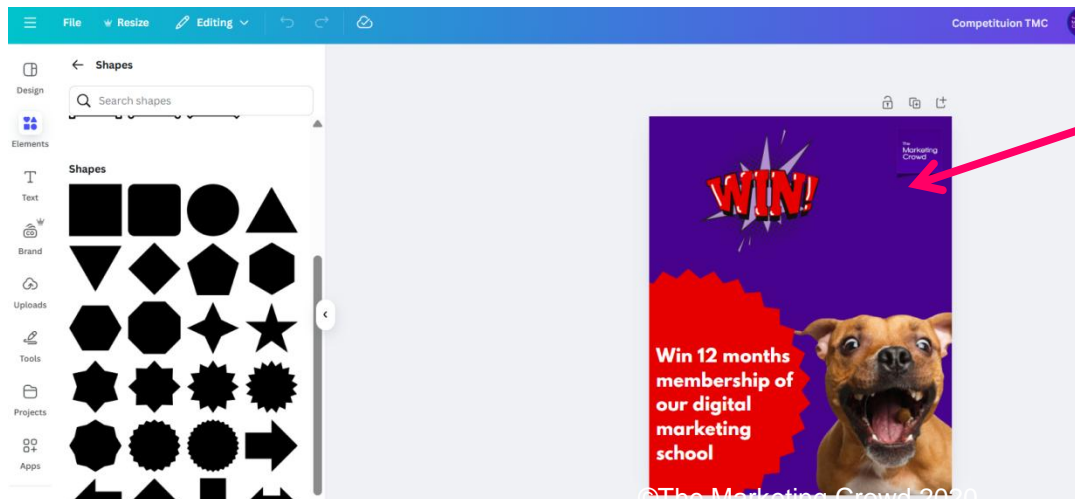 File
Resize
Editing
Competituion TMC
Design
Elements
Text
Brand
Uploads
Tools
Projects
Apps
Shapes
Search shapes
Shapes
WIN!
The
Marketing
Crowd
Win 12 months
membership of
our digital
marketing
school
©The Marketing Crowd 2020